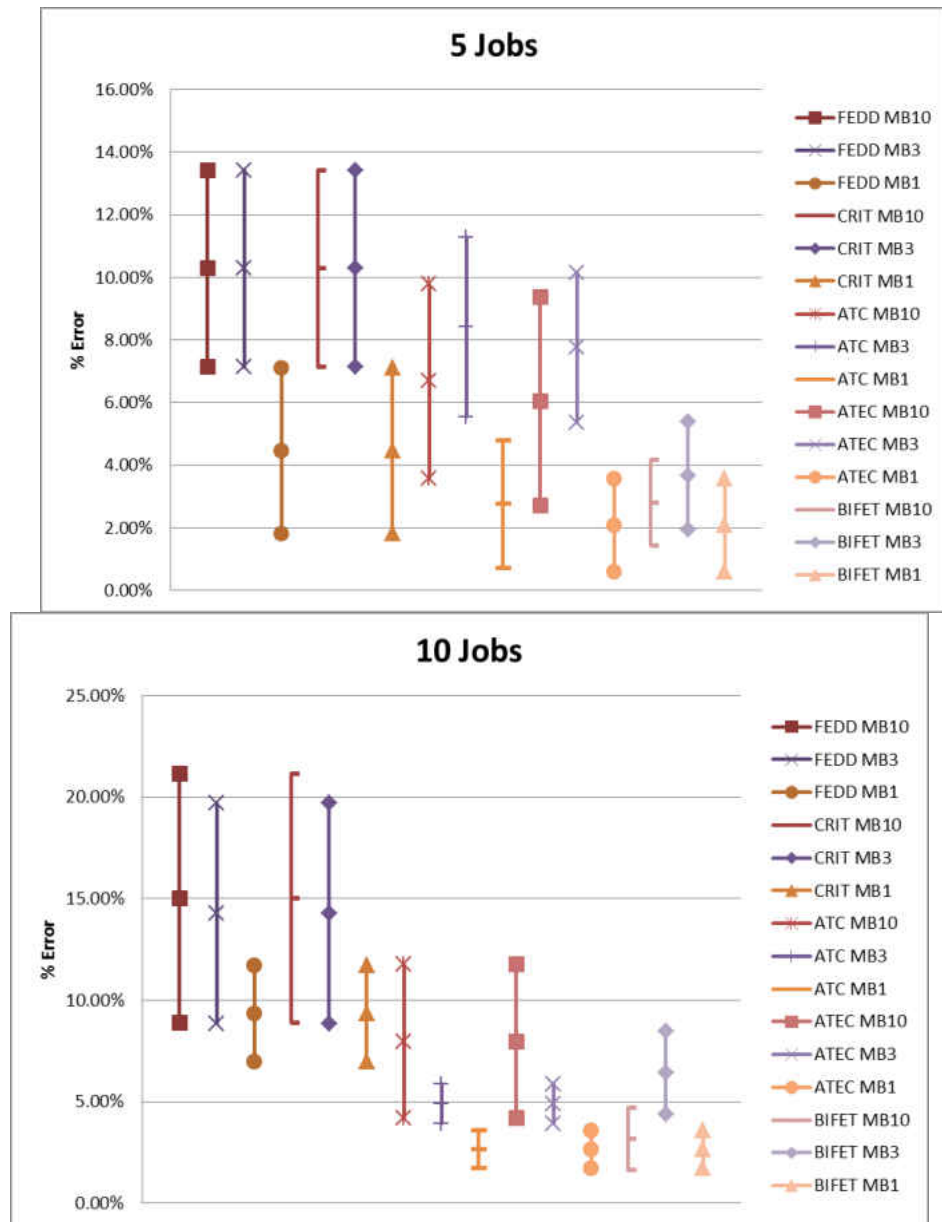 5 Jobs
16.00%
14.00%
12.00%
10.00%
8.00%
6.00%
4.00%
2.00%
0.00%
% Error
FEDD MB10
FEDD MB3
FEDD MB1
CRIT MB10
CRIT MB3
CRIT MB1
ATC MB10
ATC MB3
ATC MB1
ATEC MB10
ATEC MB3
ATEC MB1
BIFET MB10
BIFET MB3
BIFET MB1
10 Jobs
25.00%
20.00%
15.00%
10.00%
5.00%
0.00%
% Error
FEDD MB10
FEDD MB3
FEDD MB1
CRIT MB10
CRIT MB3
CRIT MB1
ATC MB10
ATC MB3
ATC MB1
ATEC MB10
ATEC MB3
ATEC MB1
BIFET MB10
BIFET MB3
BIFET MB1